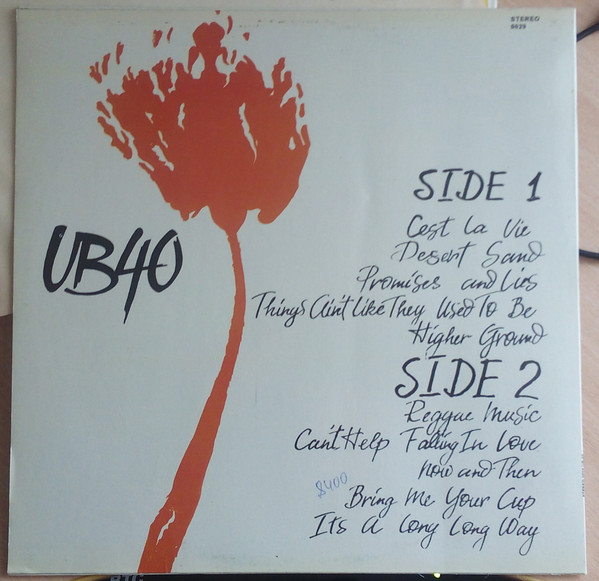 STEREO
8629
UB40
SIDE 1
Cest La Vie
Desert Sand
Promises and Lies
Things Ain't Like They Used To Be
Higher Ground
SIDE 2
Reggae Music
Can't Help Falling In Love
Now and Then
8400
Bring Me Your Cup
Its A Long Long Way